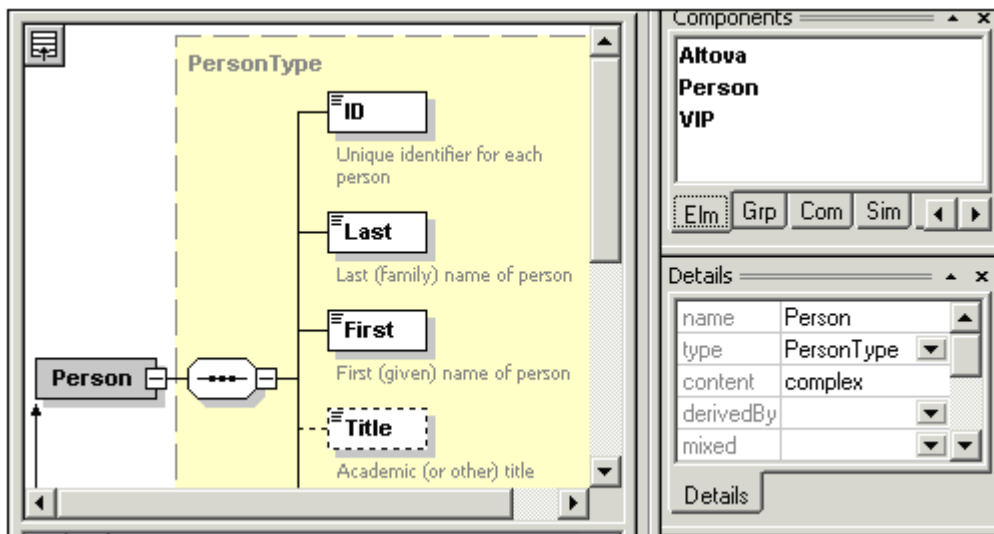 PersonType
ID
Unique identifier for each
person
Last
Last (family) name of person
First
First (given) name of person
Person
Title
Academic (or other) title
Components
Altova
Person
VIP
Elm Grp Com Sim
Details
name Person
type PersonType
content complex
derivedBy
mixed
Details